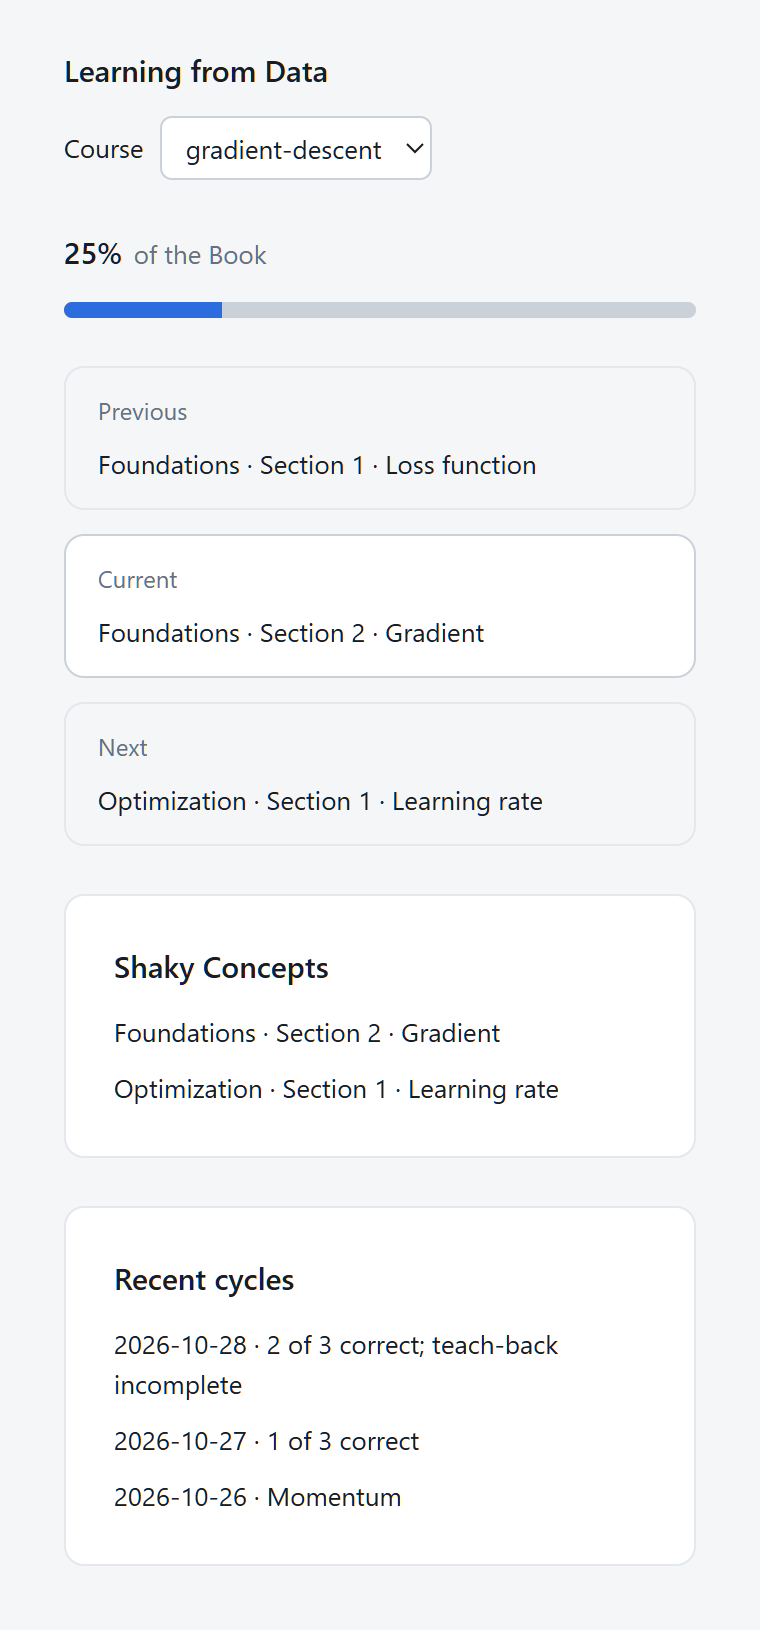 Learning from Data
Course gradient-descent
25% of the Book
Previous
Foundations · Section 1 · Loss function
Current
Foundations · Section 2 · Gradient
Next
Optimization · Section 1 · Learning rate
Shaky Concepts
Foundations · Section 2 · Gradient
Optimization · Section 1 · Learning rate
Recent cycles
2026-10-28 · 2 of 3 correct; teach-back
incomplete
2026-10-27 · 1 of 3 correct
2026-10-26 · Momentum